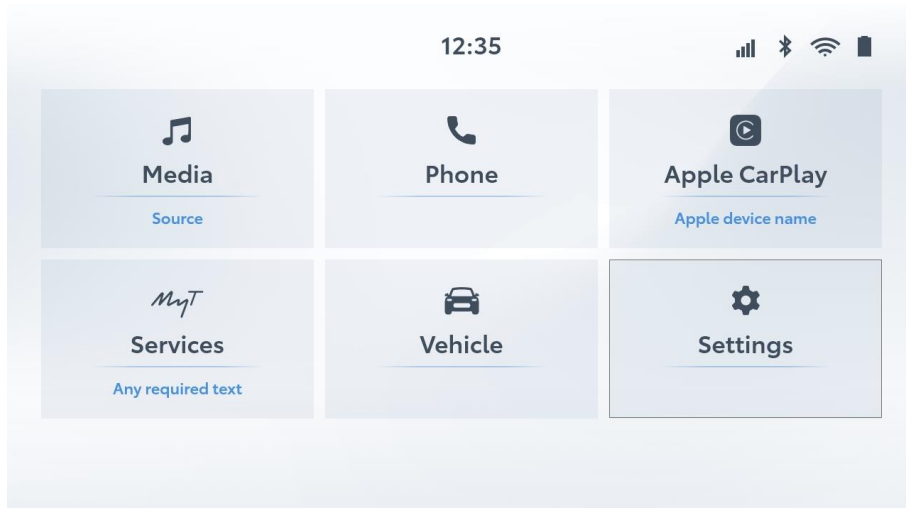 12:35
Media
Source
Phone
Apple CarPlay
Apple device name
MyT
Services
Any required text
Vehicle
Settings